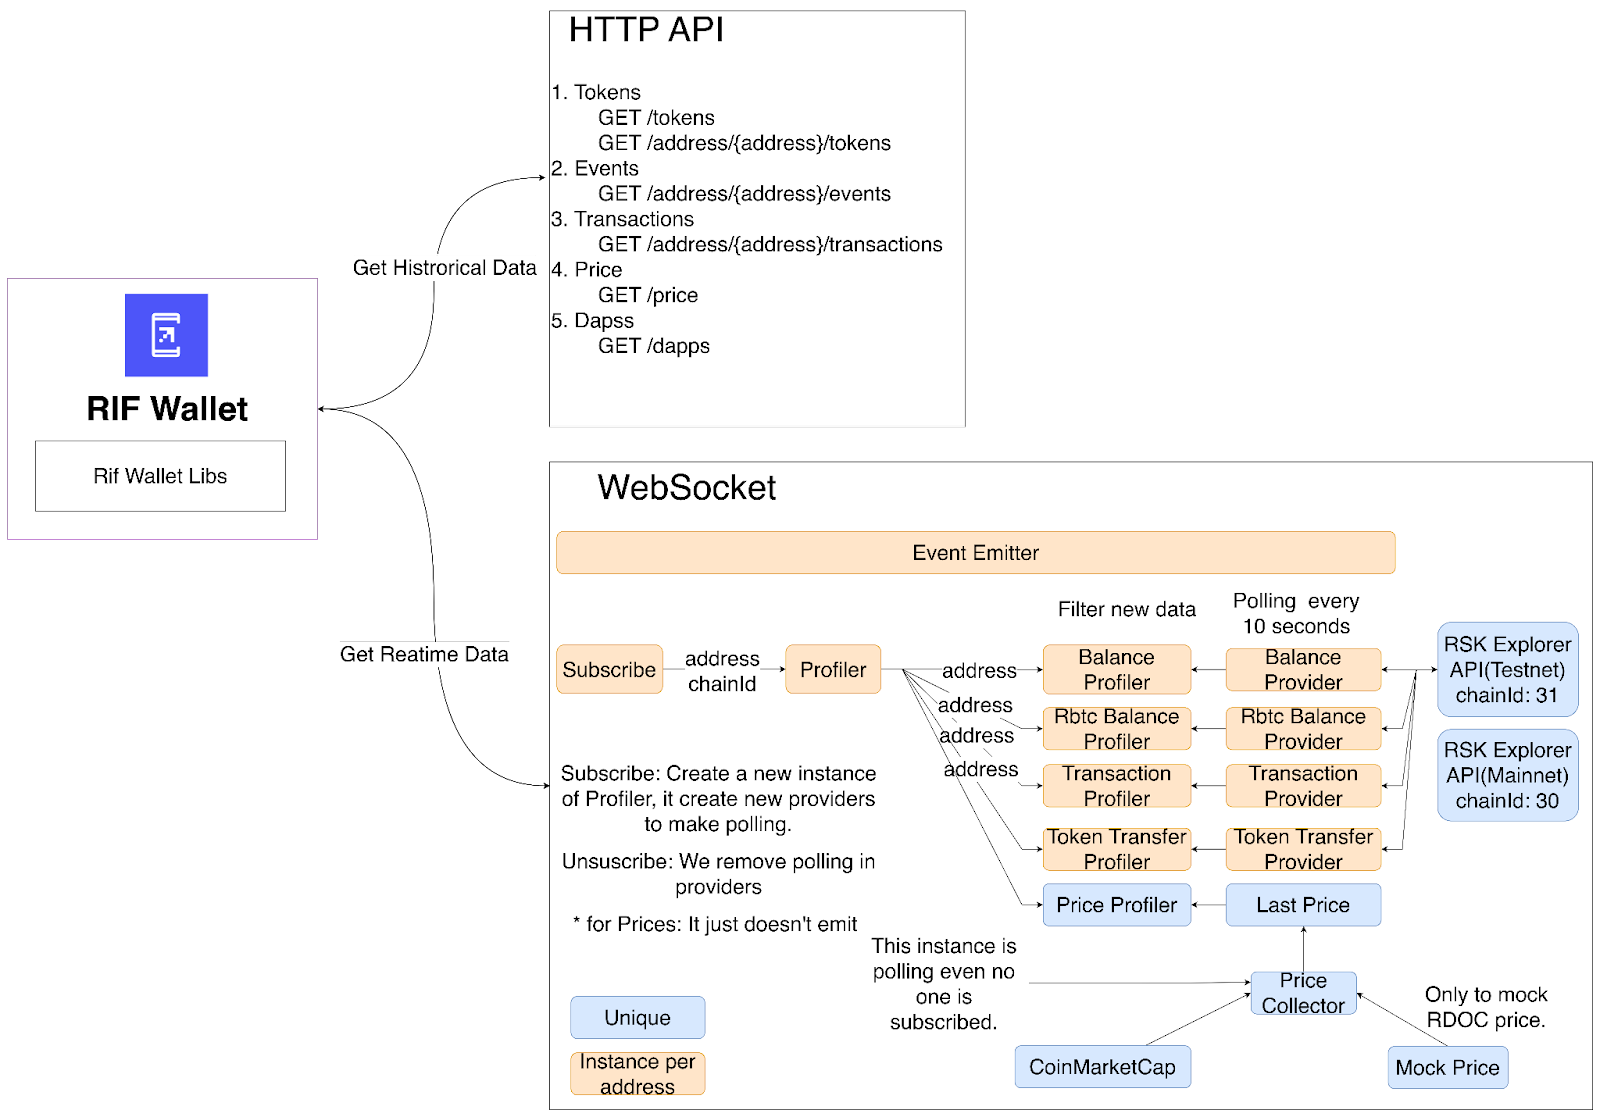 HTTP API
1. Tokens
GET /tokens
GET /address/{address}/tokens
2. Events
GET /address/{address}/events
3. Transactions
GET /address/{address}/transactions
4. Price
GET /price
5. Dapss
GET /dapps
Get Histrorical Data
RIF Wallet
Rif Wallet Libs
Get Reatime Data
WebSocket
Event Emitter
Filter new data
Polling every
10 seconds
Subscribe
address
chainId
Profiler
address
address
address
address
Balance
Profiler
Balance
Provider
Rbtc Balance
Profiler
Rbtc Balance
Provider
Transaction
Profiler
Transaction
Provider
Token Transfer
Profiler
Token Transfer
Provider
Price Profiler
Last Price
RSK Explorer
API(Testnet)
chainId: 31
RSK Explorer
API(Mainnet)
chainId: 30
Subscribe: Create a new instance
of Profiler, it create new providers
to make polling.
Unsuscribe: We remove polling in
providers
* for Prices: It just doesn't emit
This instance is
polling even no
one is
subscribed.
Price
Collector
Only to mock
RDOC price.
CoinMarketCap
Mock Price
Unique
Instance per
address